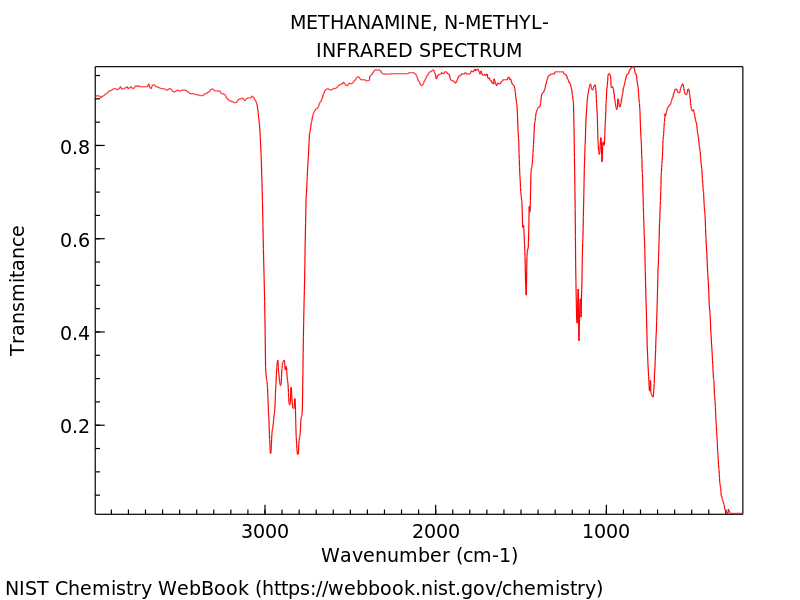 METHANAMINE, N-METHYL-
INFRARED SPECTRUM
Transmitance
0.8
0.6
0.4
0.2
3000 2000 1000
Wavenumber (cm-1)
NIST Chemistry WebBook (https://webbook.nist.gov/chemistry)